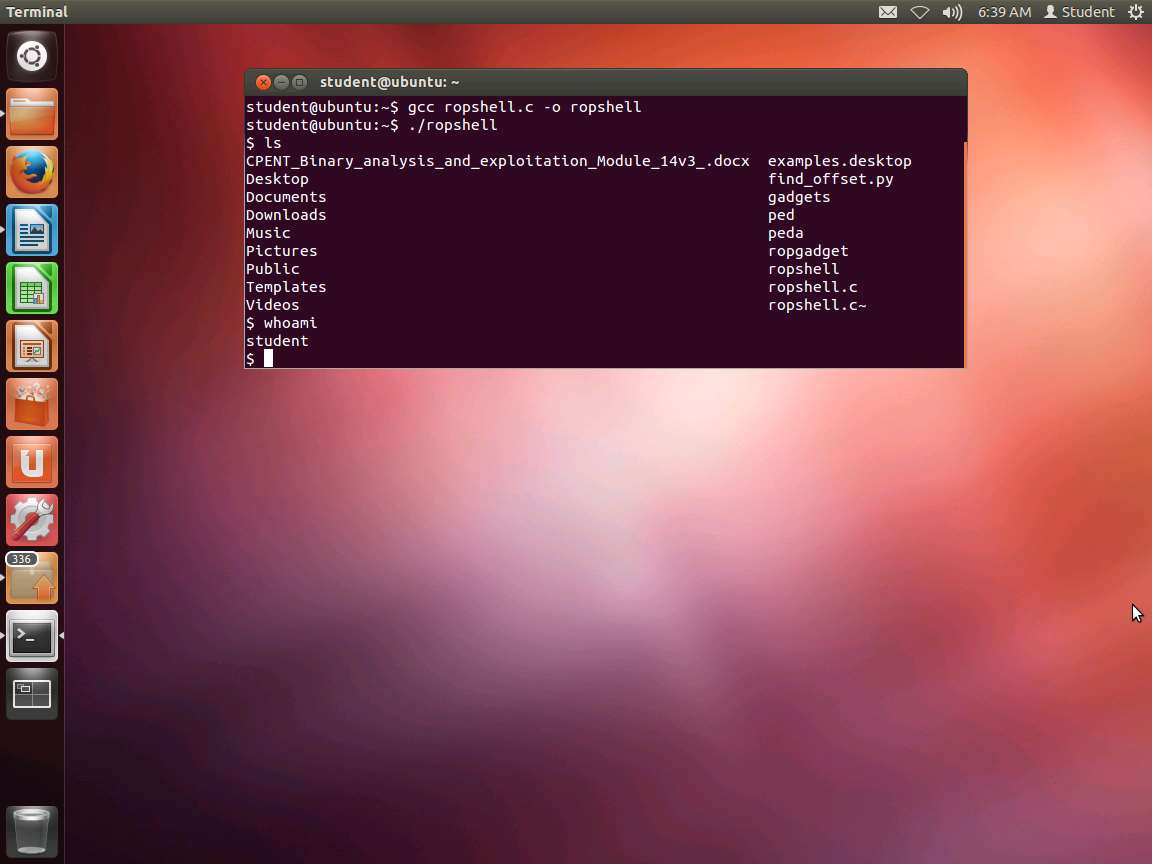 Terminal
6:39 AM
Student
student@ubuntu: ~
student@ubuntu:~$ gcc ropshell.c -o ropshell
student@ubuntu:~$ ./ropshell
$ ls
CPENT_Binary_analysis_and_exploitation_Module_14v3_.docx examples.desktop
Desktop find_offset.py
Documents gadgets
Downloads ped
Music peda
Pictures ropgadget
Public ropshell
Templates ropshell.c
Videos ropshell.c~
$ whoami
student
$
336
>_